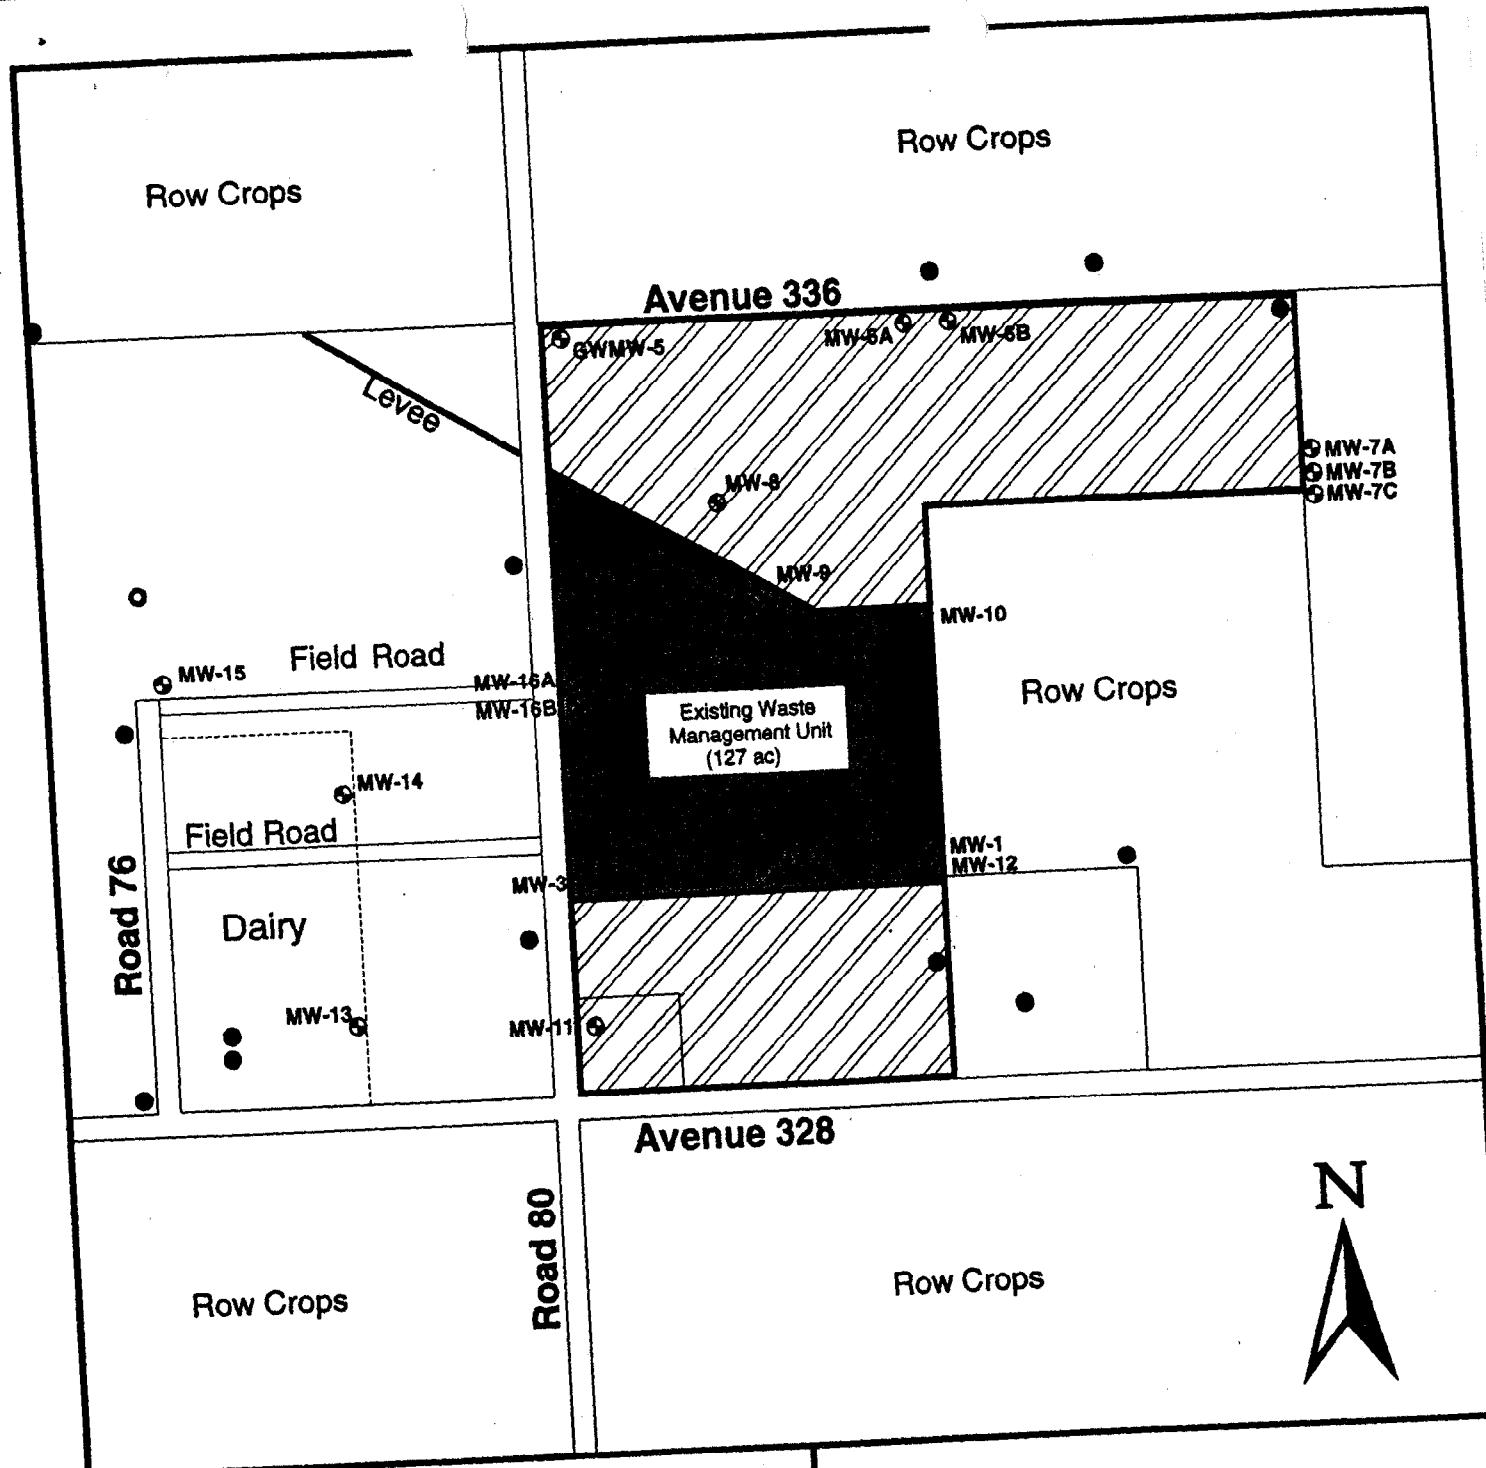 Row Crops
Row Crops
Avenue 336
GWMW-5
MW-6A
MW-6B
Levee
MW-7A
MW-7B
MW-7C
MW-8
MW-9
MW-10
Field Road
MW-15
MW-16A
MW-16B
Existing Waste
Management Unit
(127 ac)
Row Crops
MW-14
Field Road
MW-1
MW-12
MW-3
Road 76
Dairy
MW-13
MW-11
Avenue 328
N
Road 80
Row Crops
Row Crops